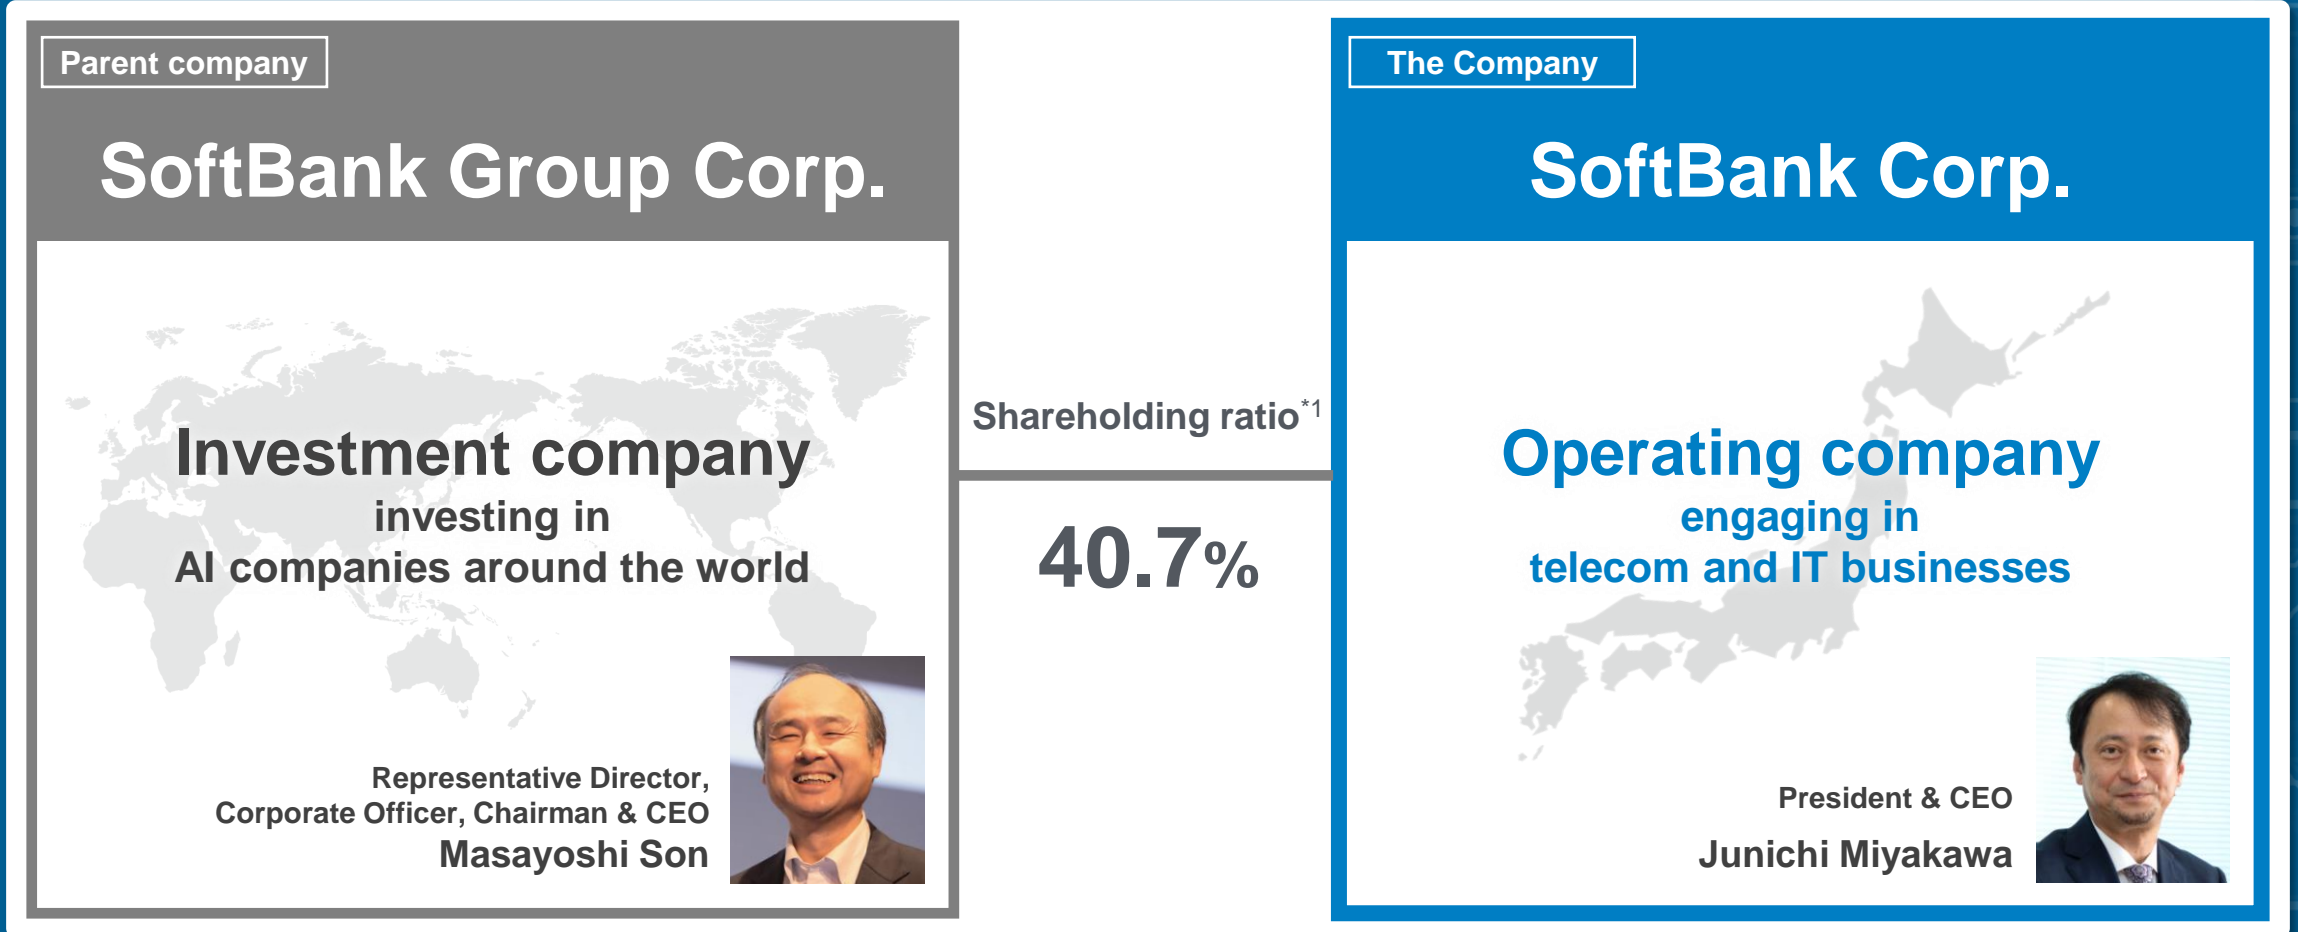 Parent company
SoftBank Group Corp.
Investment company
investing in
AI companies around the world
Representative Director,
Corporate Officer, Chairman & CEO
Masayoshi Son
Shareholding ratio*1
40.7%
The Company
SoftBank Corp.
Operating company
engaging in
telecom and IT businesses
President & CEO
Junichi Miyakawa